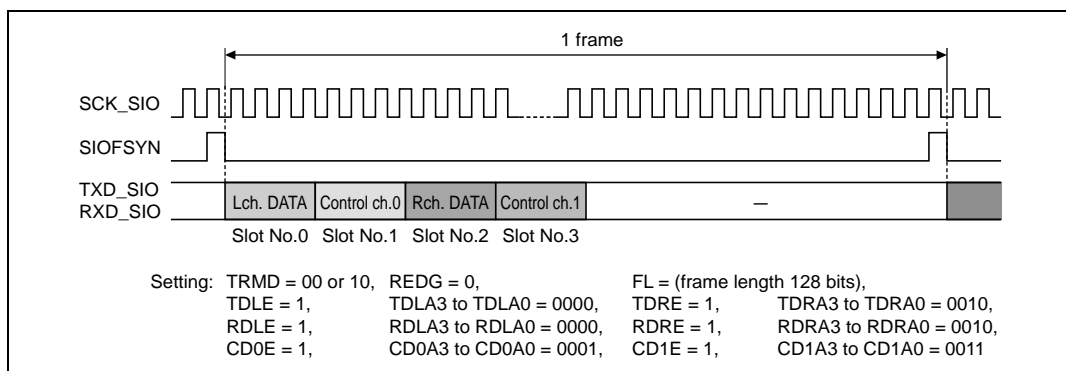 1 frame
SCK_SIO
SIOFSYN
TXD_SIO
RXD_SIO
Lch. DATA Control ch.0 Rch. DATA Control ch.1 —
Slot No.0 Slot No.1 Slot No.2 Slot No.3
Setting: TRMD = 00 or 10, REDG = 0, FL = (frame length 128 bits),
TDLE = 1, TDLA3 to TDLA0 = 0000, TDRE = 1, TDRA3 to TDRA0 = 0010,
RDLE = 1, RDLA3 to RDLA0 = 0000, RDRE = 1, RDRA3 to RDRA0 = 0010,
CD0E = 1, CD0A3 to CD0A0 = 0001, CD1E = 1, CD1A3 to CD1A0 = 0011